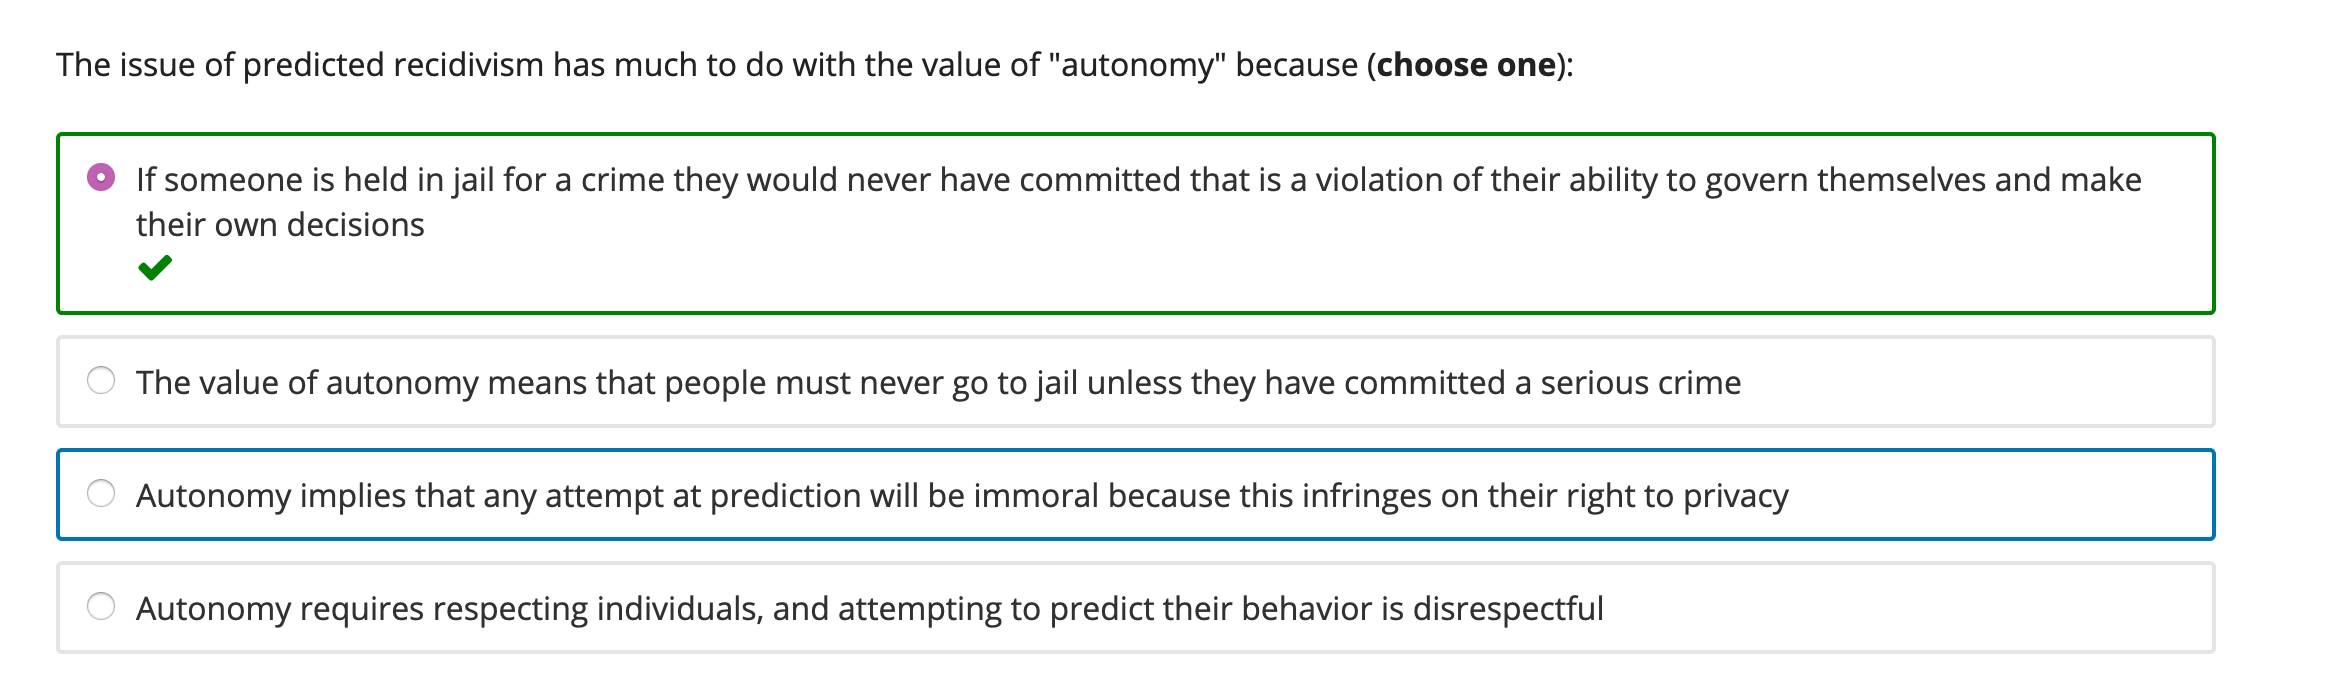 The issue of predicted recidivism has much to do with the value of "autonomy" because (choose one):
If someone is held in jail for a crime they would never have committed that is a violation of their ability to govern themselves and make
their own decisions
The value of autonomy means that people must never go to jail unless they have committed a serious crime
Autonomy implies that any attempt at prediction will be immoral because this infringes on their right to privacy
Autonomy requires respecting individuals, and attempting to predict their behavior is disrespectful